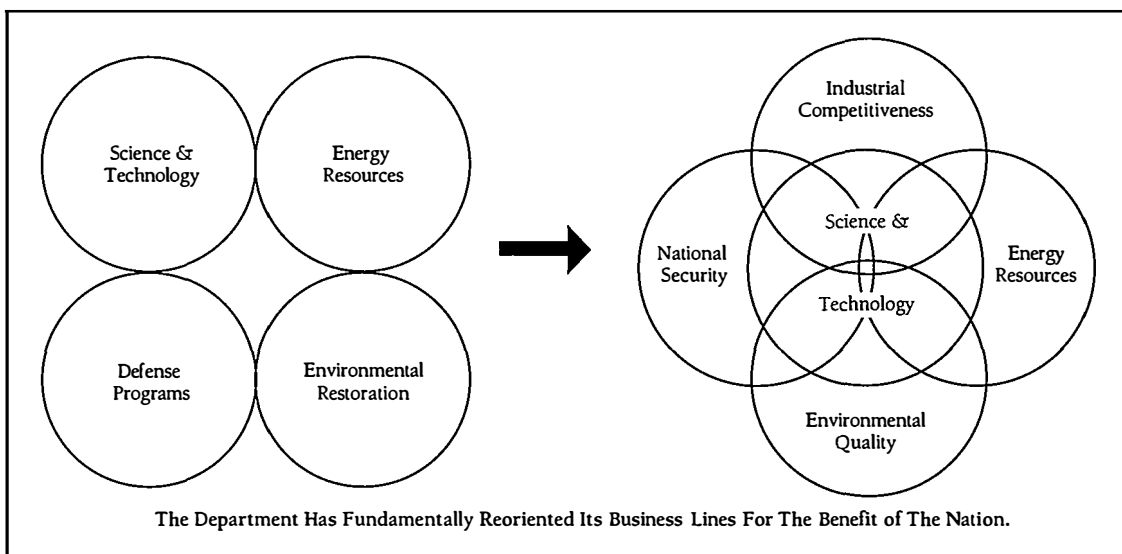 Science &
Technology
Energy
Resources
Defense
Programs
Environmental
Restoration
Industrial
Competitiveness
National
Security
Science &
Technology
Energy
Resources
Environmental
Quality
The Department Has Fundamentally Reoriented Its Business Lines For The Benefit of The Nation.